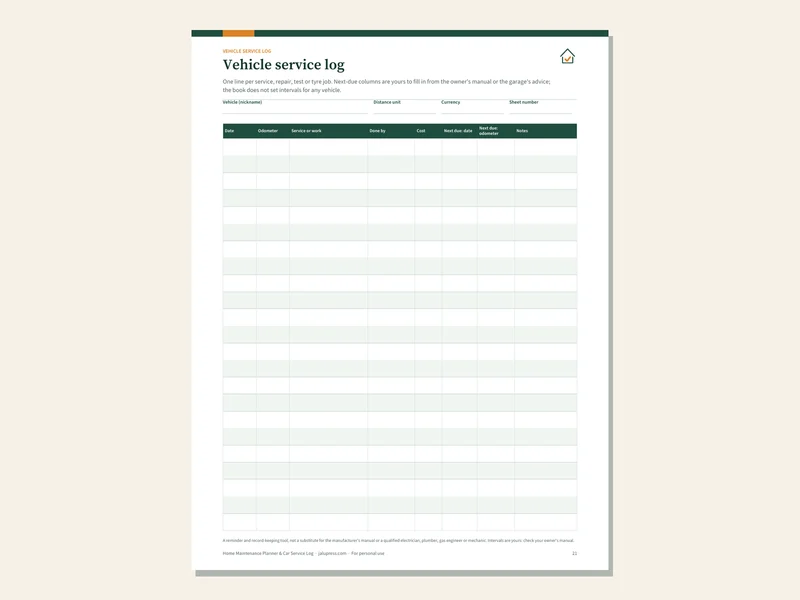 VEHICLE SERVICE LOG
Vehicle service log
One line per service, repair, test or tyre job. Next-due columns are yours to fill in from the owner's manual or the garage's advice;
the book does not set intervals for any vehicle.
Vehicle (nickname) Distance unit Currency Sheet number
Date Odometer Service or work Done by Cost Next due: date Next due: odometer Notes
A reminder and record-keeping tool, not a substitute for the manufacturer's manual or a qualified electrician, plumber, gas engineer or mechanic. Intervals are yours: check your owner's manual.
Home Maintenance Planner & Car Service Log · jalupress.com · For personal use 21